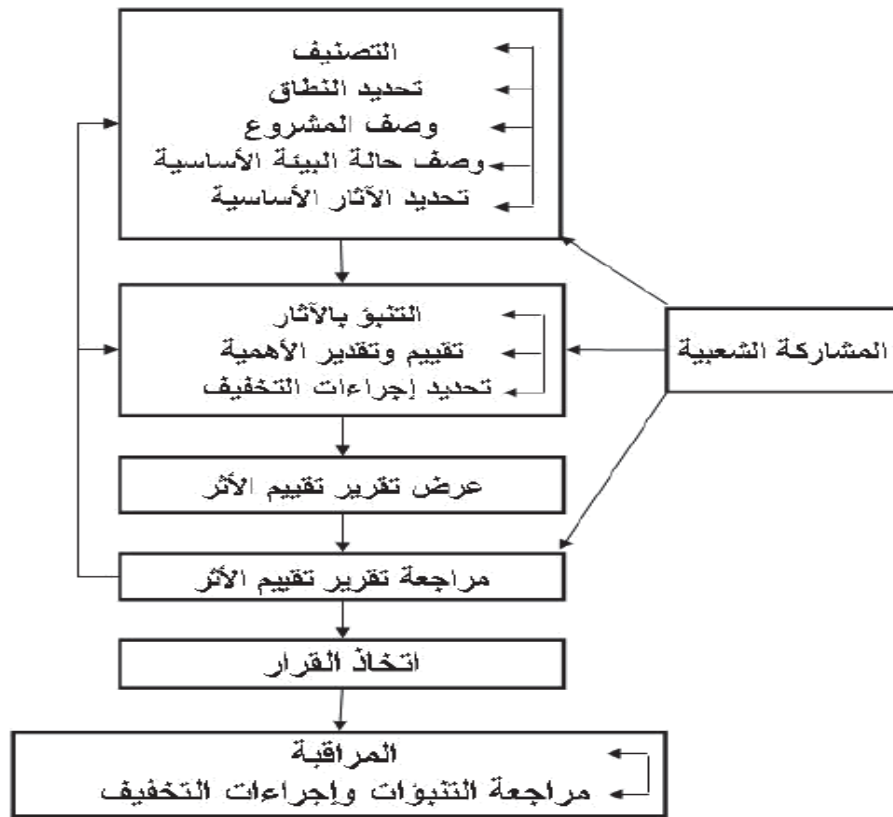 التصنيف
تحديد النطاق
وصف المشروع
وصف حالة البيئة الأساسية
تحديد الآثار الأساسية
التنبؤ بالآثار
تقييم وتقدير الأهمية
تحديد إجراءات التخفيف
المشاركة الشعبية
عرض تقرير تقييم الأثر
مراجعة تقرير تقييم الأثر
اتخاذ القرار
المراقبة
مراجعة التنبؤات وإجراءات التخفيف